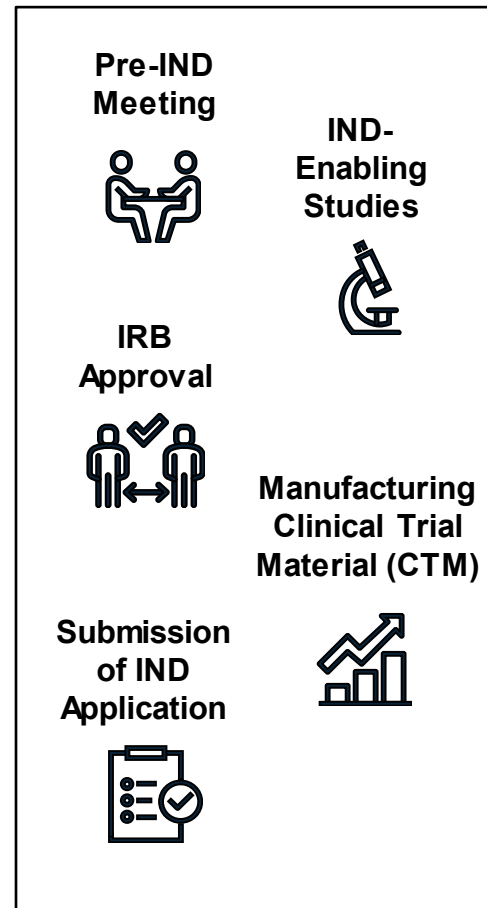 Pre-IND
Meeting
IND-
Enabling
Studies
IRB
Approval
Manufacturing
Clinical Trial
Material (CTM)
Submission
of IND
Application